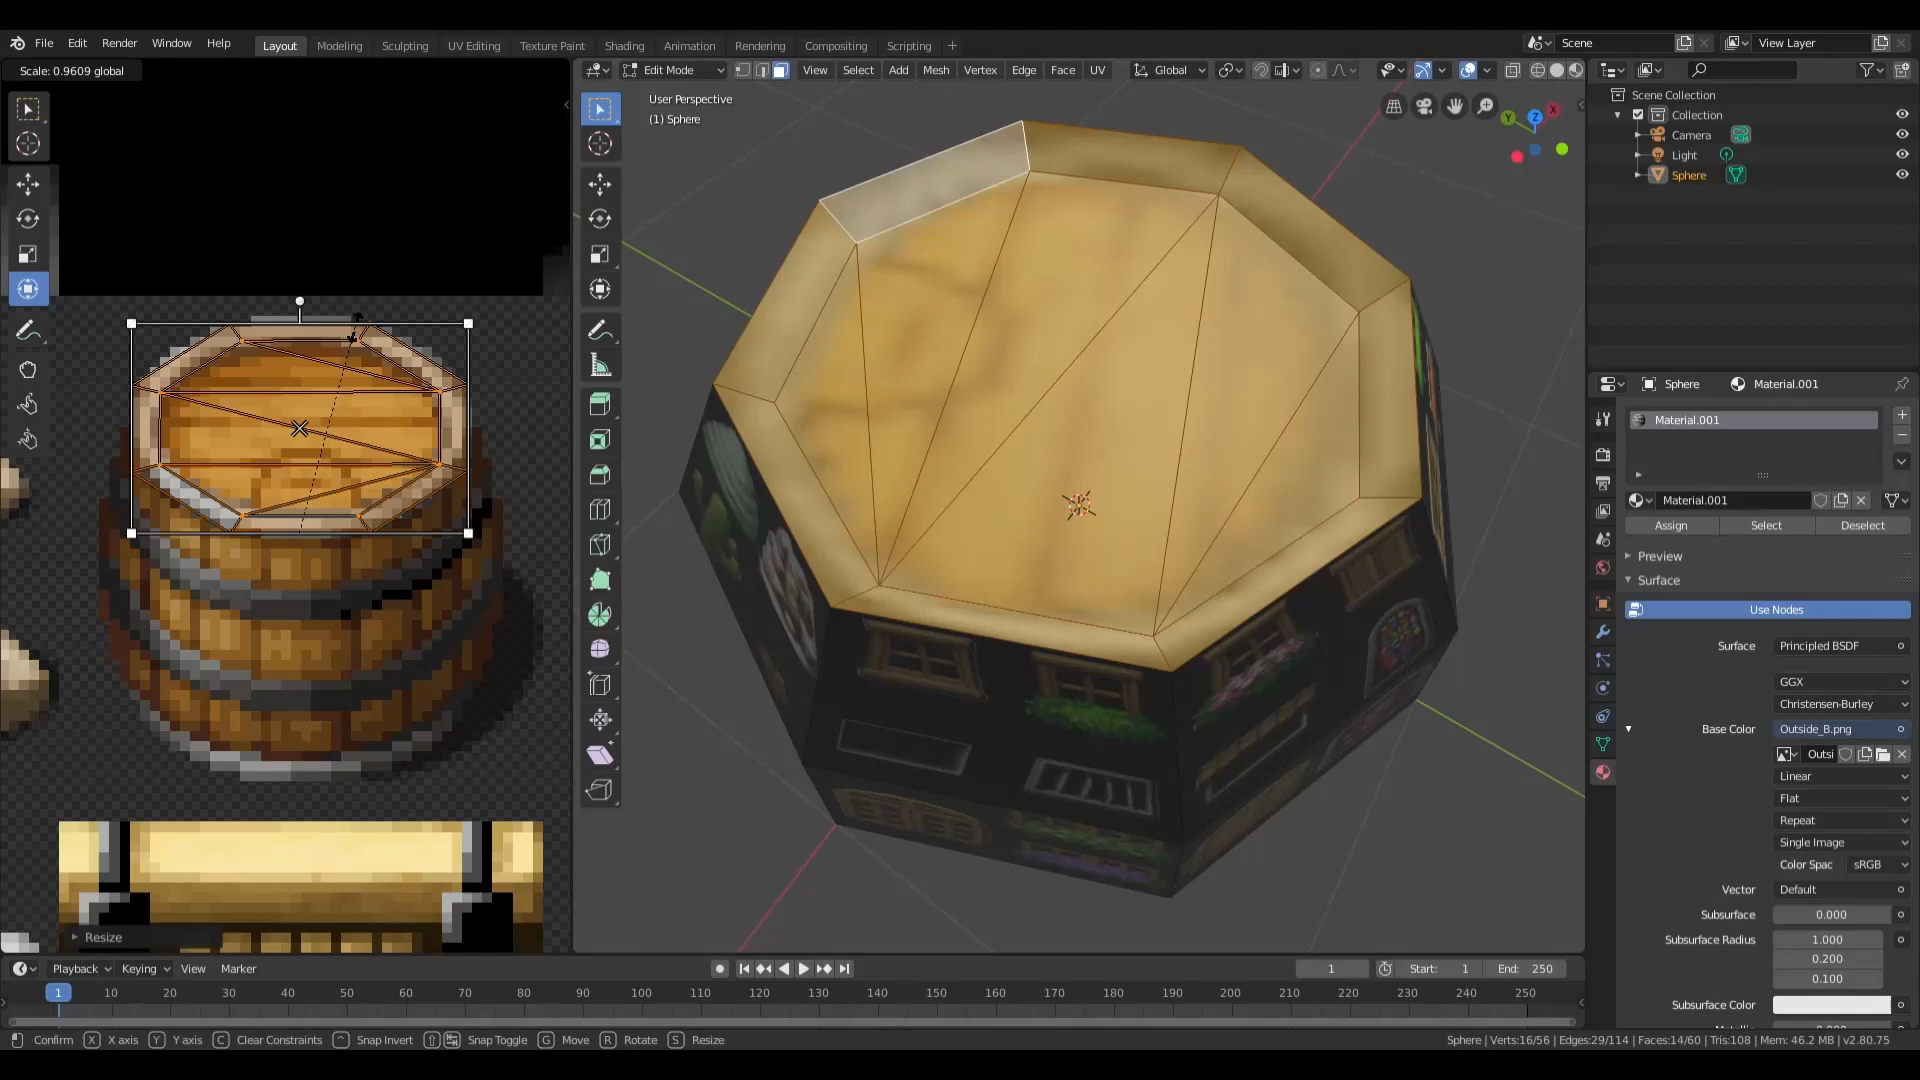 File Edit Render Window Help Layout Modeling Sculpting UV Editing Texture Paint Shading Animation Rendering Compositing Scripting + Scene View Layer
Scale: 0.9609 global
Edit Mode View Select Add Mesh Vertex Edge Face UV Global
User Perspective
(1) Sphere
X Y Z
Scene Collection
Collection
Camera
Light
Sphere
Sphere Material.001
Material.001
Material.001
Assign Select Deselect
Preview
Surface
Use Nodes
Surface Principled BSDF
GGX
Christensen-Burley
Base Color Outside_B.png
Outsi
Linear
Flat
Repeat
Single Image
Color Spac sRGB
Vector Default
Subsurface 0.000
Subsurface Radius 1.000
0.200
0.100
Subsurface Color
Resize
Playback Keying View Marker 1 Start: 1 End: 250
1 10 20 30 40 50 60 70 80 90 100 110 120 130 140 150 160 170 180 190 200 210 220 230 240 250
Confirm X X axis Y Y axis C Clear Constraints ^ Snap Invert Snap Toggle G Move R Rotate S Resize Sphere | Verts:16/56 | Edges:29/114 | Faces:14/60 | Tris:108 | Mem: 46.2 MB | v2.80.75